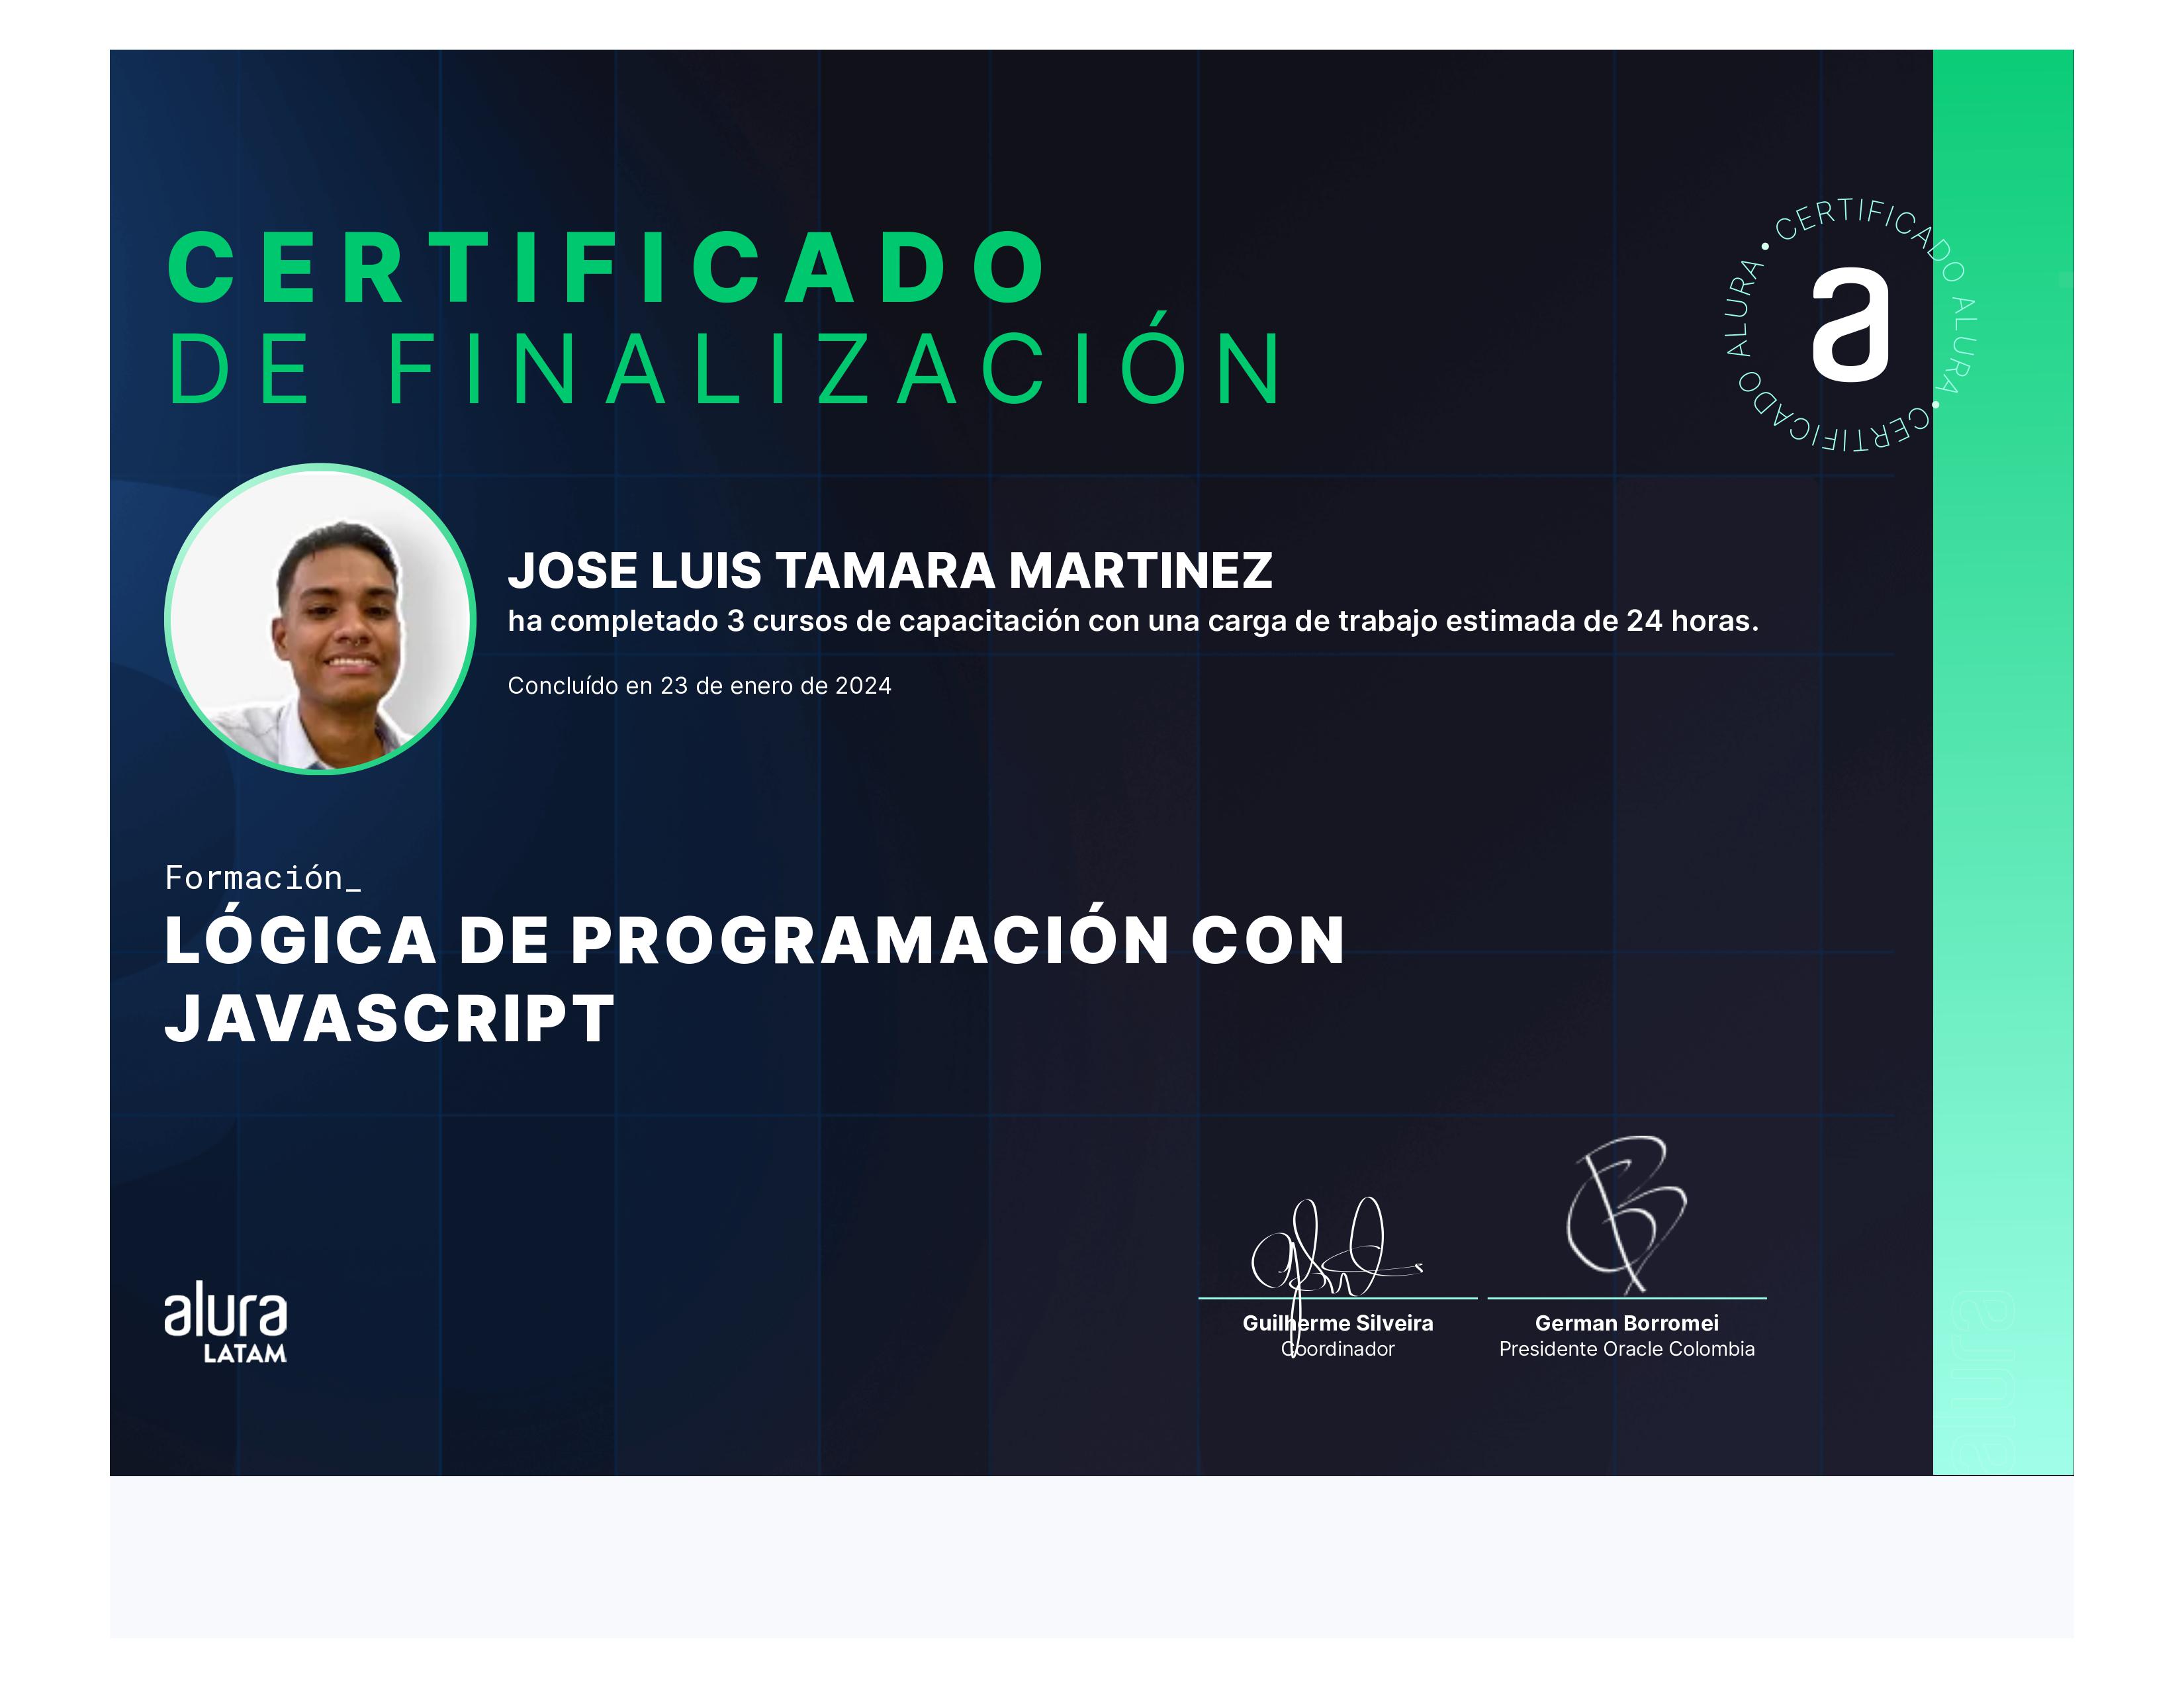 CERTIFICADO
DE FINALIZACIÓN
• CERTIFICADO ALURA • CERTIFICADO ALURA
a
JOSE LUIS TAMARA MARTINEZ
ha completado 3 cursos de capacitación con una carga de trabajo estimada de 24 horas.
Concluído en 23 de enero de 2024
Formación_
LÓGICA DE PROGRAMACIÓN CON
JAVASCRIPT
alura
LATAM
Guilherme Silveira
Coordinador
German Borromei
Presidente Oracle Colombia
alura